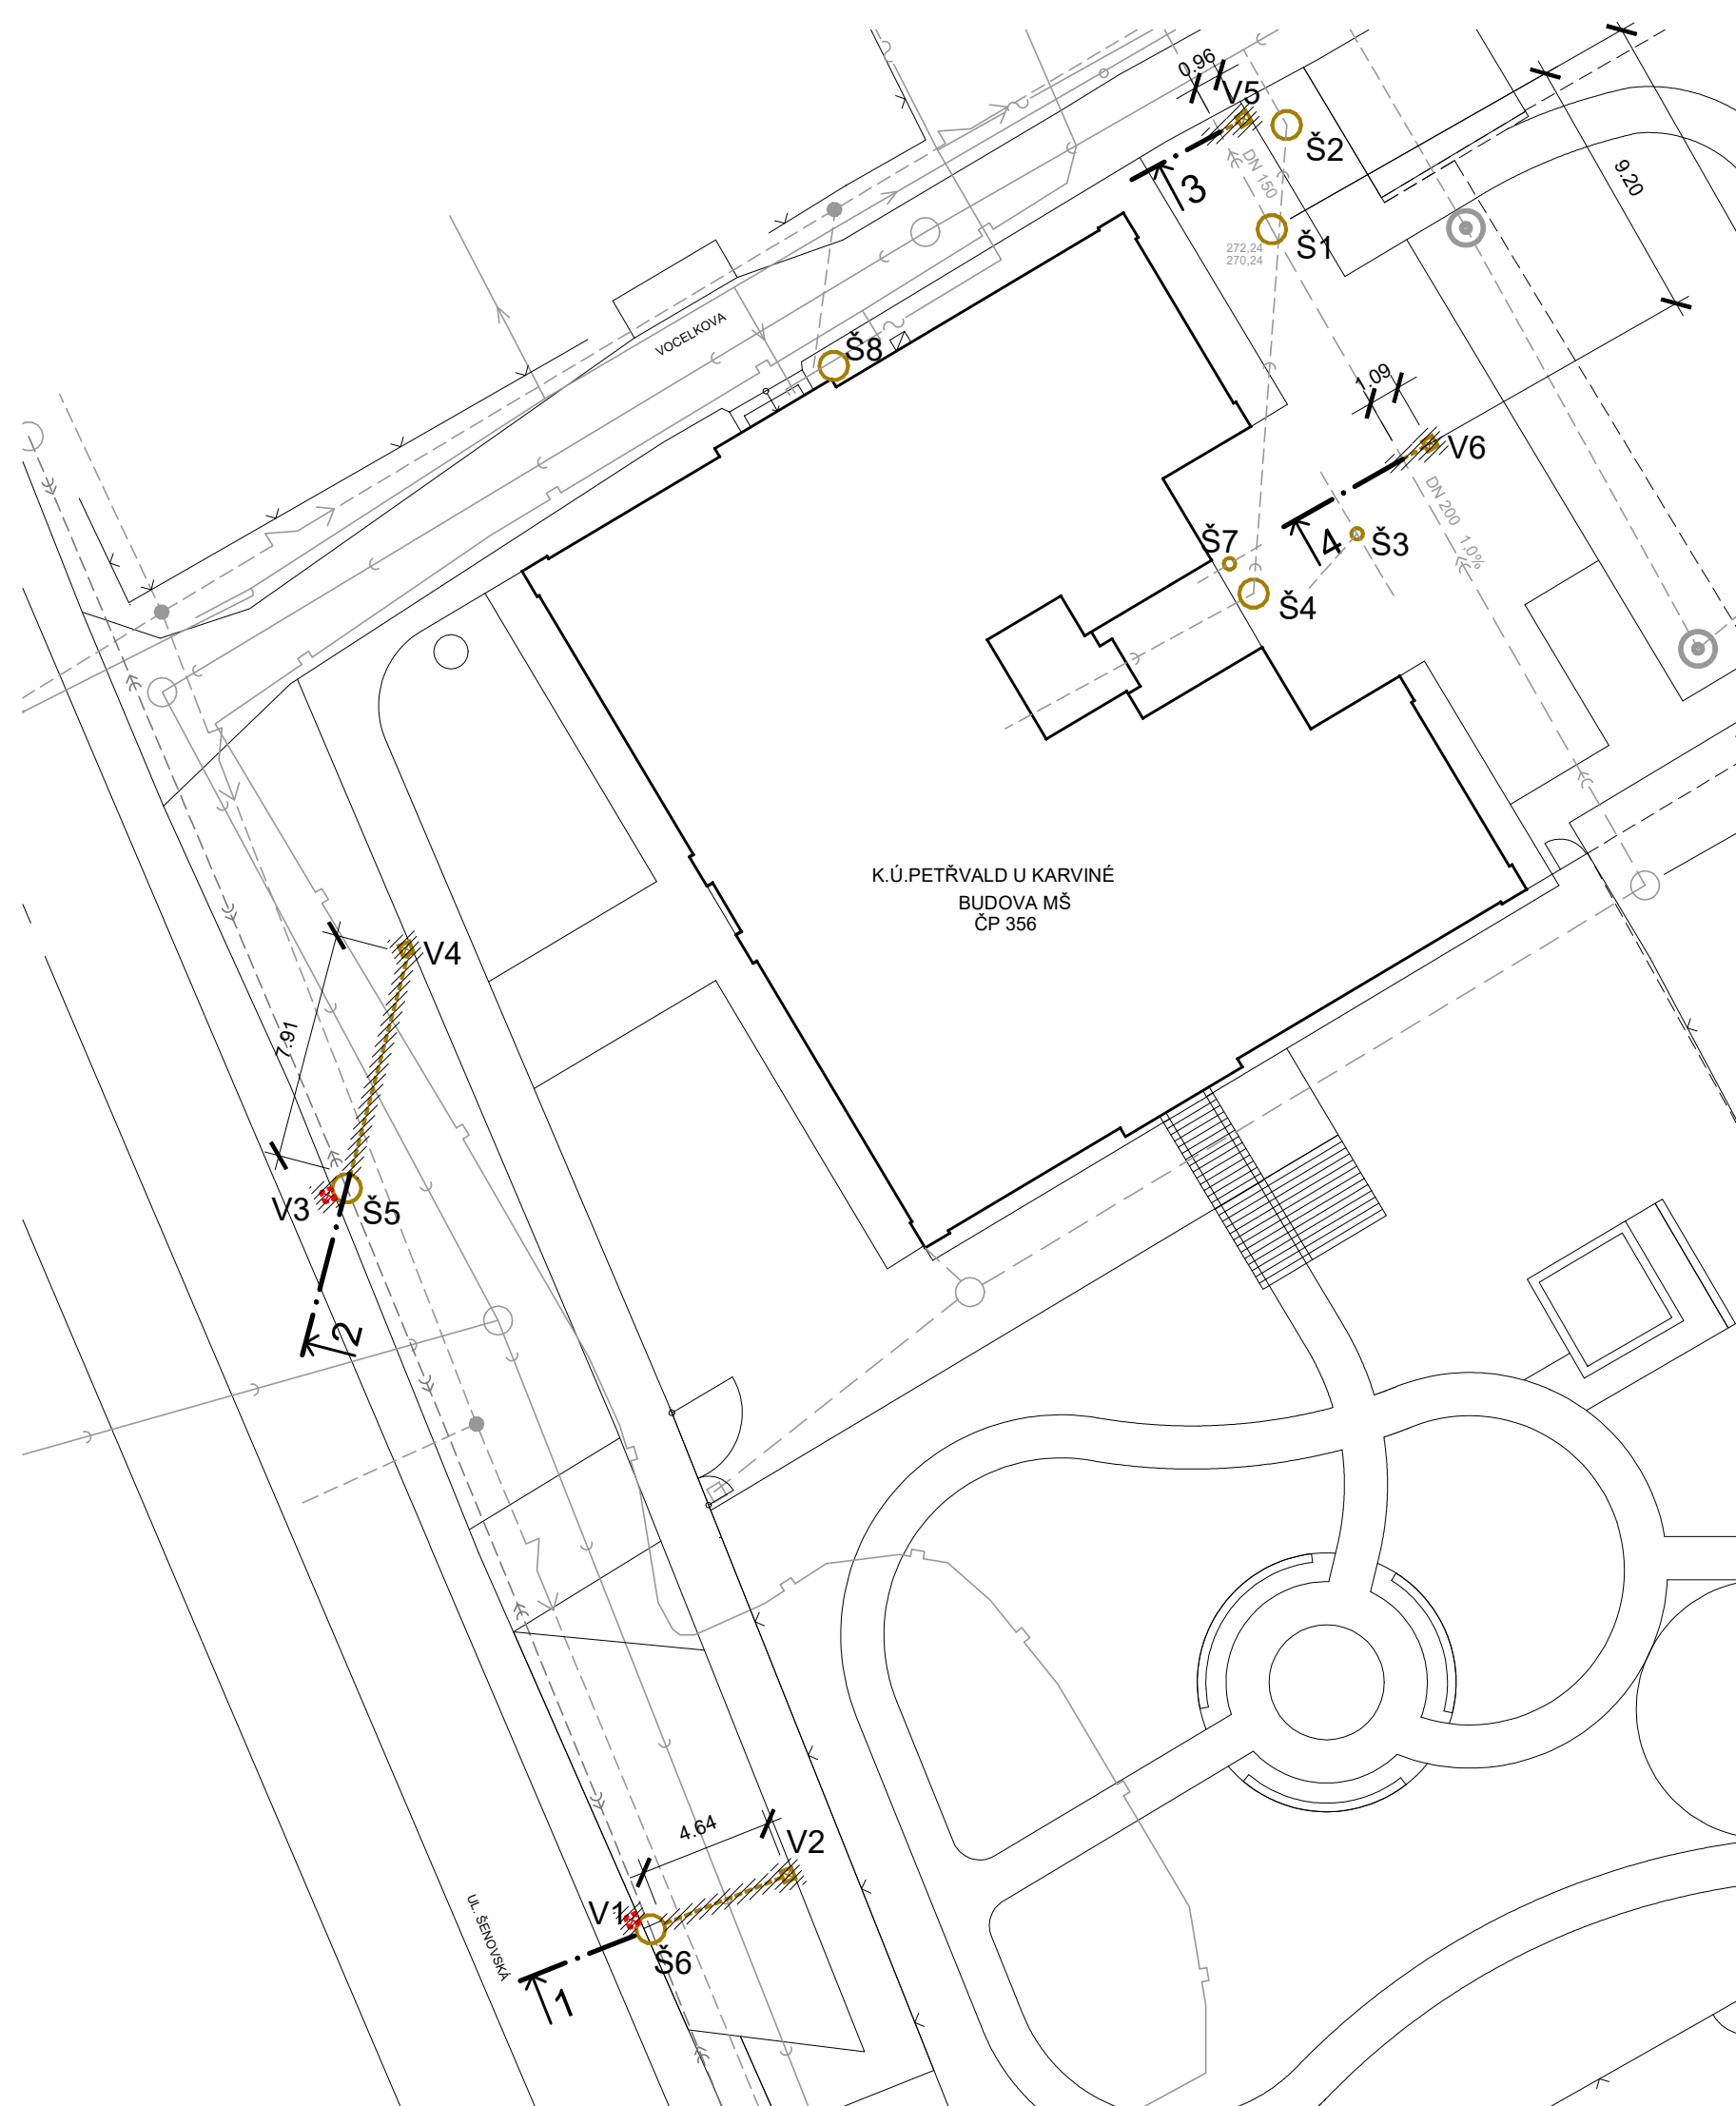 0.96
V5
Š2
9.20
DN 150
3
Š1
272,24
270,24
VOCELKOVA
Š8
1.09
V6
DN 200 1.0%
4
Š3
Š7
Š4
K.Ú.PETŘVALD U KARVINÉ
BUDOVA MŠ
ČP 356
V4
7.91
V3
Š5
2
4.64
V2
V1
UL. ŠENOVSKÁ
Š6
1